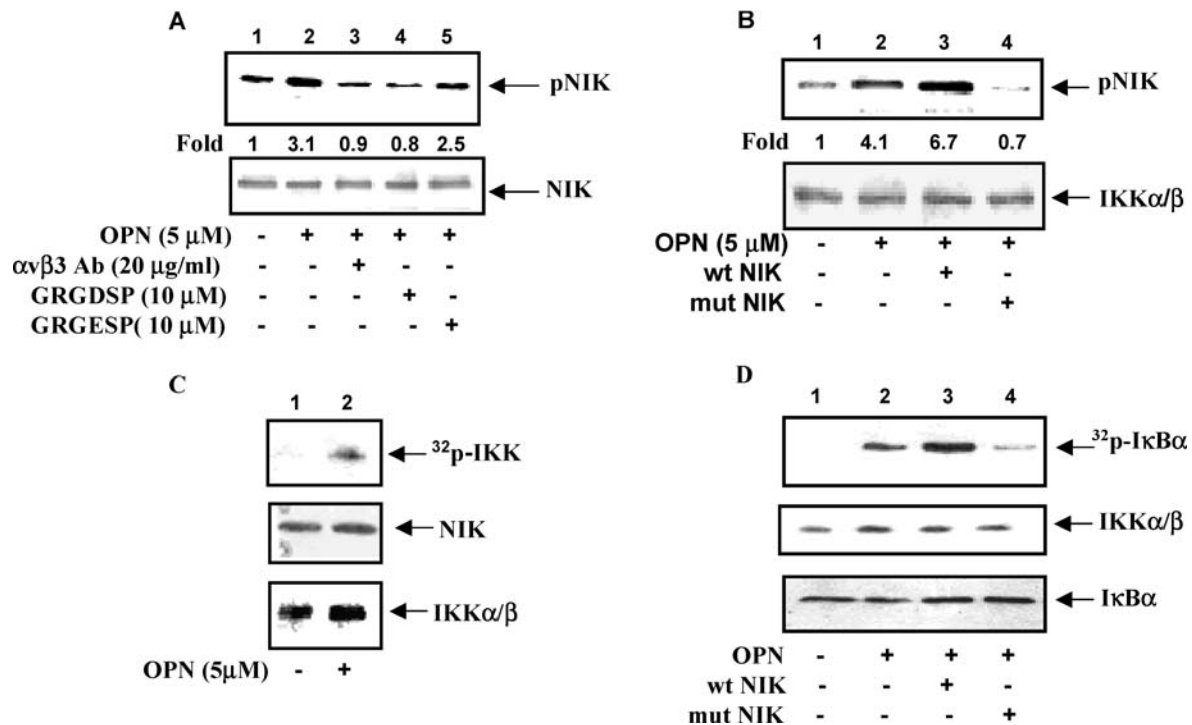 A
1 2 3 4 5
pNIK
Fold 1 3.1 0.9 0.8 2.5
NIK
OPN (5 μM) - + + + +
αvβ3 Ab (20 μg/ml) - - + - -
GRGDSP (10 μM) - - - + -
GRGESP( 10 μM) - - - - +
B
1 2 3 4
pNIK
Fold 1 4.1 6.7 0.7
IKKα/β
OPN (5 μM) - + + +
wt NIK - - + -
mut NIK - - - +
C
1 2
³²p-IKK
NIK
IKKα/β
OPN (5μM) - +
D
1 2 3 4
³²p-IκBα
IKKα/β
IκBα
OPN - + + +
wt NIK - - + -
mut NIK - - - +